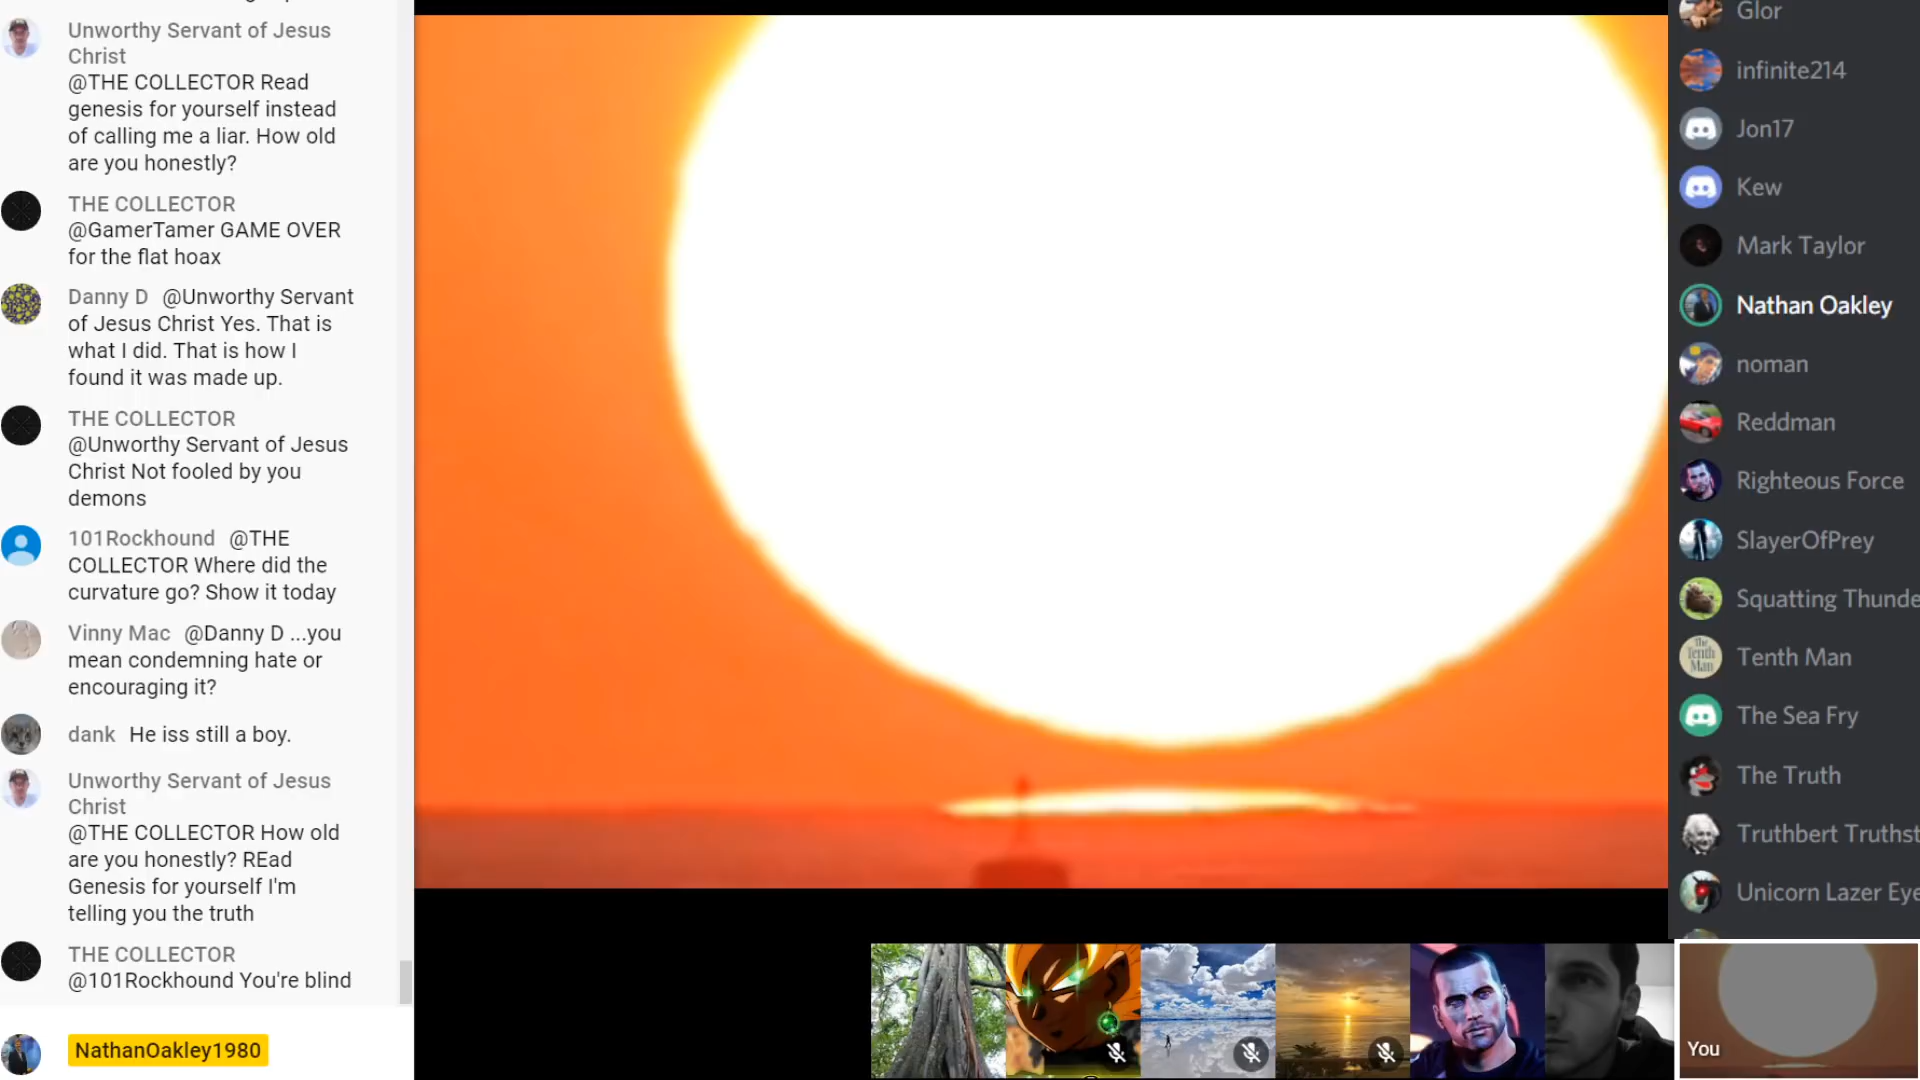 Unworthy Servant of Jesus
Christ
@THE COLLECTOR Read
genesis for yourself instead
of calling me a liar. How old
are you honestly?
THE COLLECTOR
@GamerTamer GAME OVER
for the flat hoax
Danny D @Unworthy Servant
of Jesus Christ Yes. That is
what I did. That is how I
found it was made up.
THE COLLECTOR
@Unworthy Servant of Jesus
Christ Not fooled by you
demons
101Rockhound @THE
COLLECTOR Where did the
curvature go? Show it today
Vinny Mac @Danny D ...you
mean condemning hate or
encouraging it?
dank He iss still a boy.
Unworthy Servant of Jesus
Christ
@THE COLLECTOR How old
are you honestly? REad
Genesis for yourself I'm
telling you the truth
THE COLLECTOR
@101Rockhound You're blind
NathanOakley1980
Glor
infinite214
Jon17
Kew
Mark Taylor
Nathan Oakley
noman
Reddman
Righteous Force
SlayerOfPrey
Squatting Thunde
The
Tenth
Man
Tenth Man
The Sea Fry
The Truth
Truthbert Truthst
Unicorn Lazer Eye
You